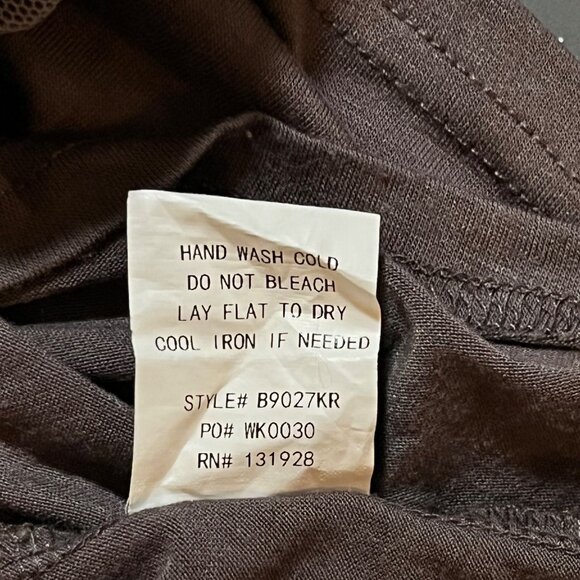 HAND WASH COLD
DO NOT BLEACH
LAY FLAT TO DRY
COOL IRON IF NEEDED
STYLE# B9027KR
PO# WK0030
RN# 131928